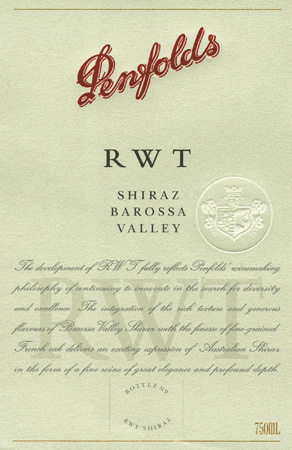 Penfolds
RWT
SHIRAZ
BAROSSA
VALLEY
The development of RWT fully reflects Penfolds' winemaking
philosophy of continuing to innovate in the search for diversity
and excellence. The integration of the rich texture and generous
flavour of Barossa Valley Shiraz with the finesse of fine-grained
French oak delivers an exciting expression of Australian Shiraz
in the form of a fine wine of great elegance and profound depth.
RWT
BOTTLE NO
RWT SHIRAZ
750ML